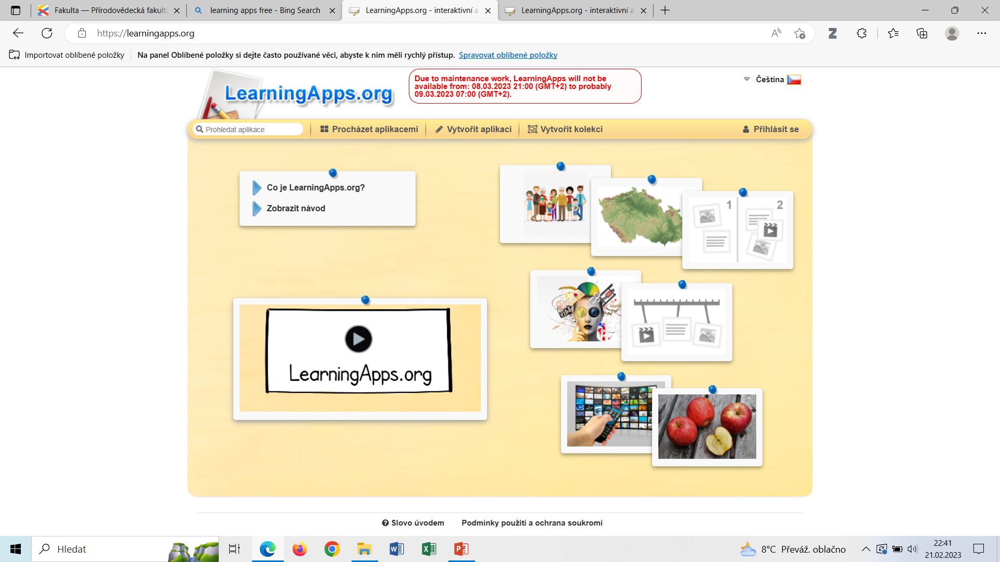 Fakulta — Přírodovědecká fakult
learning apps free - Bing Search
LearningApps.org - interaktivní a
LearningApps.org - interaktivní a
https://learningapps.org
Importovat oblíbené položky
Na panel Oblíbené položky si dejte často používané věci, abyste k nim měli rychlý přístup. Spravovat oblíbené položky
LearningApps.org
Due to maintenance work, LearningApps will not be
available from: 08.03.2023 21:00 (GMT+2) to probably
09.03.2023 07:00 (GMT+2).
Čeština
Prohledat aplikace
Procházet aplikacemi
Vytvořit aplikaci
Vytvořit kolekci
Přihlásit se
Co je LearningApps.org?
Zobrazit návod
1
2
LearningApps.org
Slovo úvodem
Podmínky použití a ochrana soukromí
Hledat
8°C Převáž. oblačno
22:41
21.02.2023